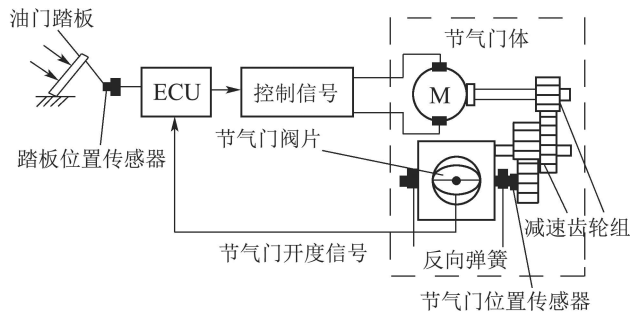 油门踏板
节气门体
ECU
控制信号
M
踏板位置传感器
节气门阀片
减速齿轮组
节气门开度信号
反向弹簧
节气门位置传感器